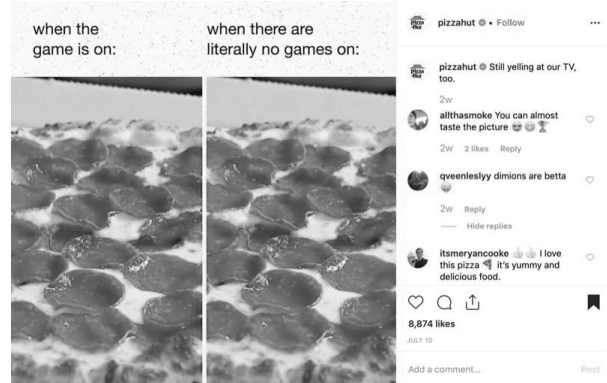 when the
game is on:
when there are
literally no games on:
pizzahut • Follow
pizzahut Still yelling at our TV,
too.
2w
allthasmoke You can almost
taste the picture 😍😋🏆
2w 2 likes Reply
qveenleslyy dimions are betta
😀
2w Reply
Hide replies
itsmeryancooke 👍👍 I love
this pizza 🍕 it's yummy and
delicious food.
8,874 likes
JULY 10
Add a comment...
Post